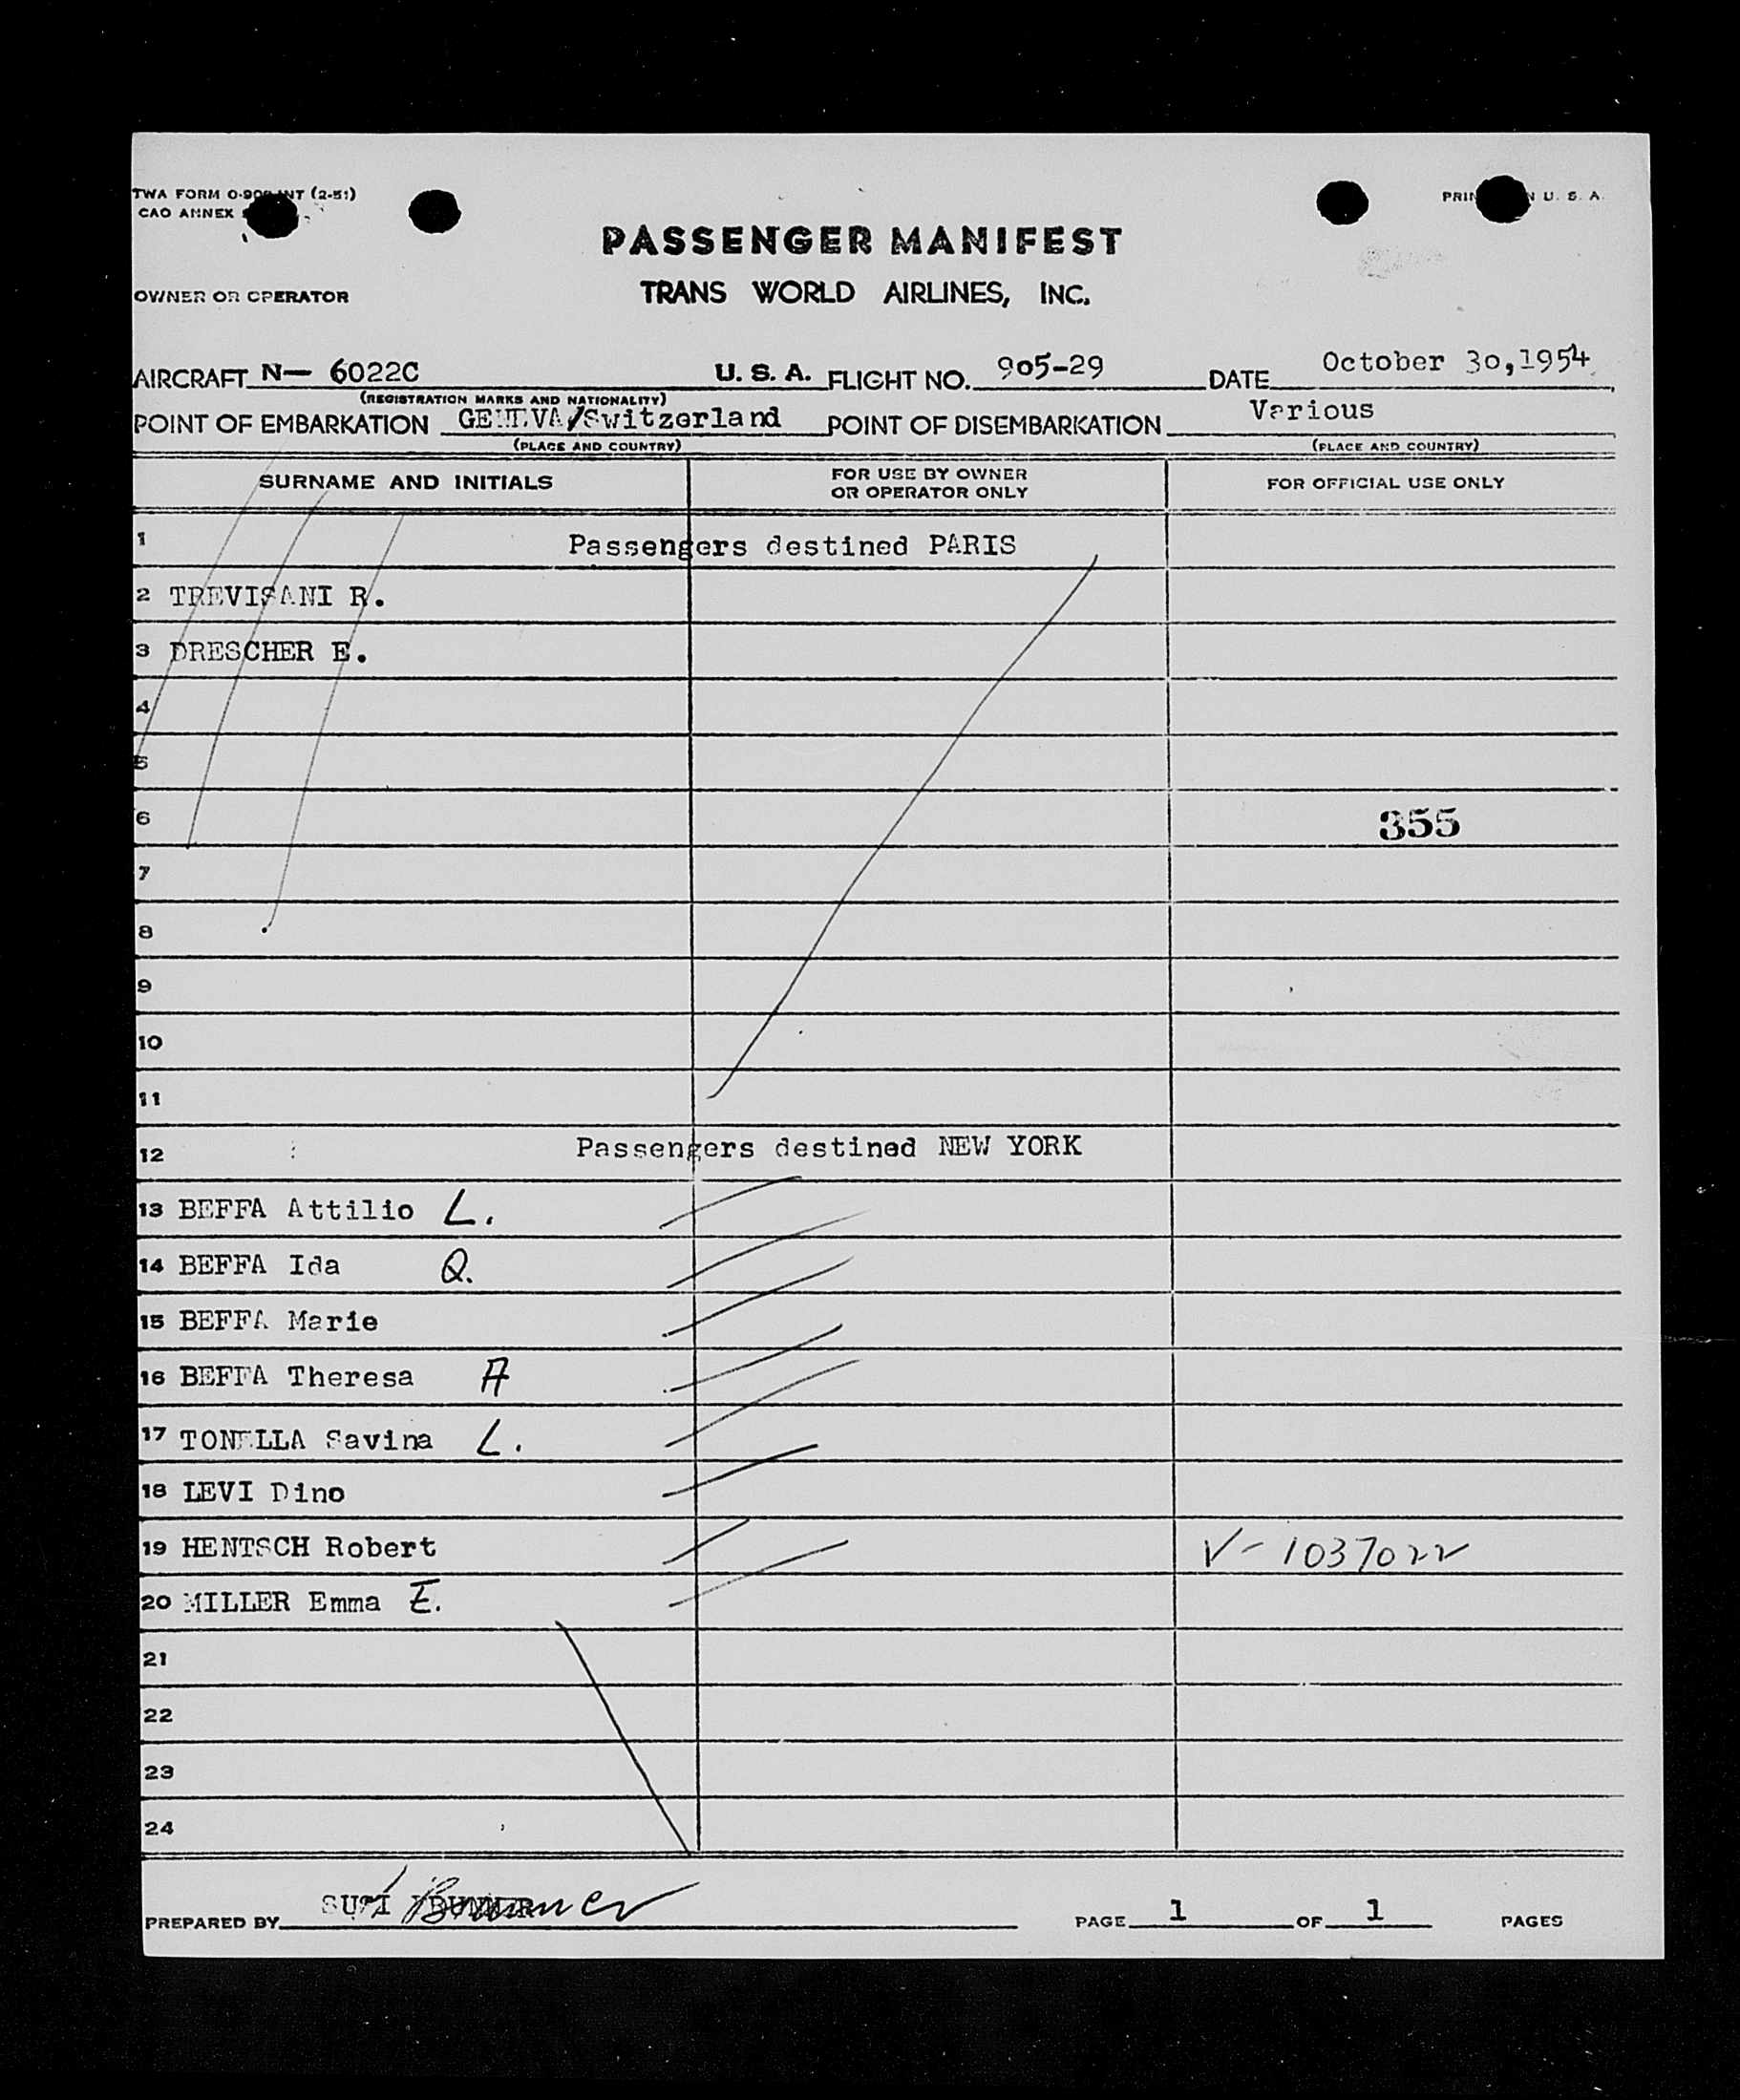 TWA FORM O-900 INT (2-51)
CAO ANNEX
PRINTED IN U. S. A.
PASSENGER MANIFEST
OWNER OR OPERATOR
TRANS WORLD AIRLINES, INC.
AIRCRAFT N— 6022C U. S. A. FLIGHT NO. 905-29 DATE October 30,1954
(REGISTRATION MARKS AND NATIONALITY)
POINT OF EMBARKATION GENEVA/Switzerland POINT OF DISEMBARKATION Various
(PLACE AND COUNTRY) (PLACE AND COUNTRY)
SURNAME AND INITIALS FOR USE BY OWNER OR OPERATOR ONLY FOR OFFICIAL USE ONLY
1 Passengers destined PARIS
2 TREVISANI R.
3 DRESCHER E.
4
5
6 355
7
8
9
10
11
12 Passengers destined NEW YORK
13 BEFFA Attilio L.
14 BEFFA Ida Q.
15 BEFFA Marie
16 BEFFA Theresa A
17 TONELLA Savina L.
18 LEVI Dino
19 HENTSCH Robert V-1037022
20 MILLER Emma E.
21
22
23
24
PREPARED BY SUSI PAGE 1 OF 1 PAGES